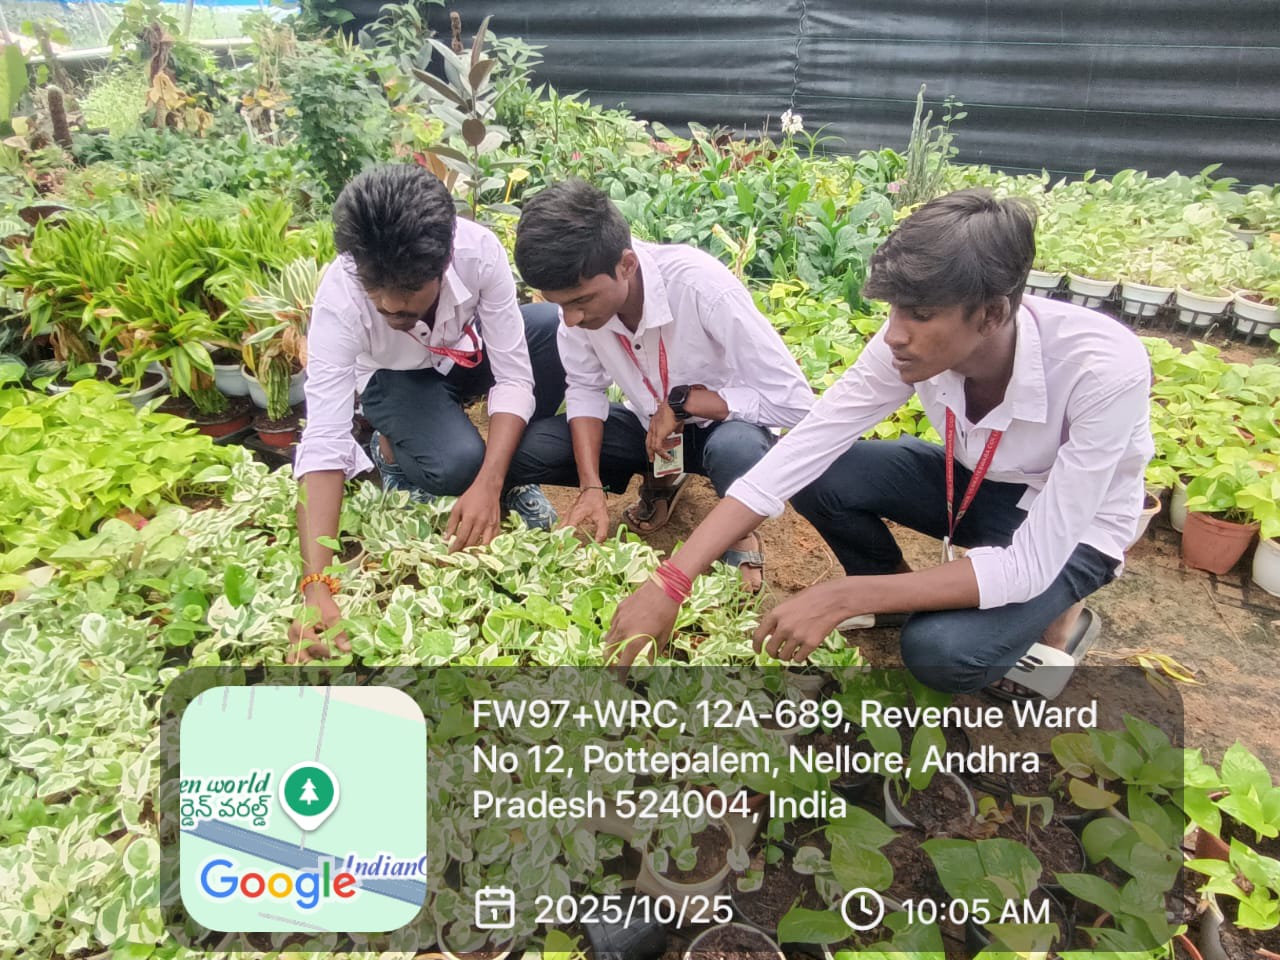 en world
ర్డెన్ వరల్డ్
Google
Indian
FW97+WRC, 12A-689, Revenue Ward
No 12, Pottepalem, Nellore, Andhra
Pradesh 524004, India
2025/10/25
10:05 AM